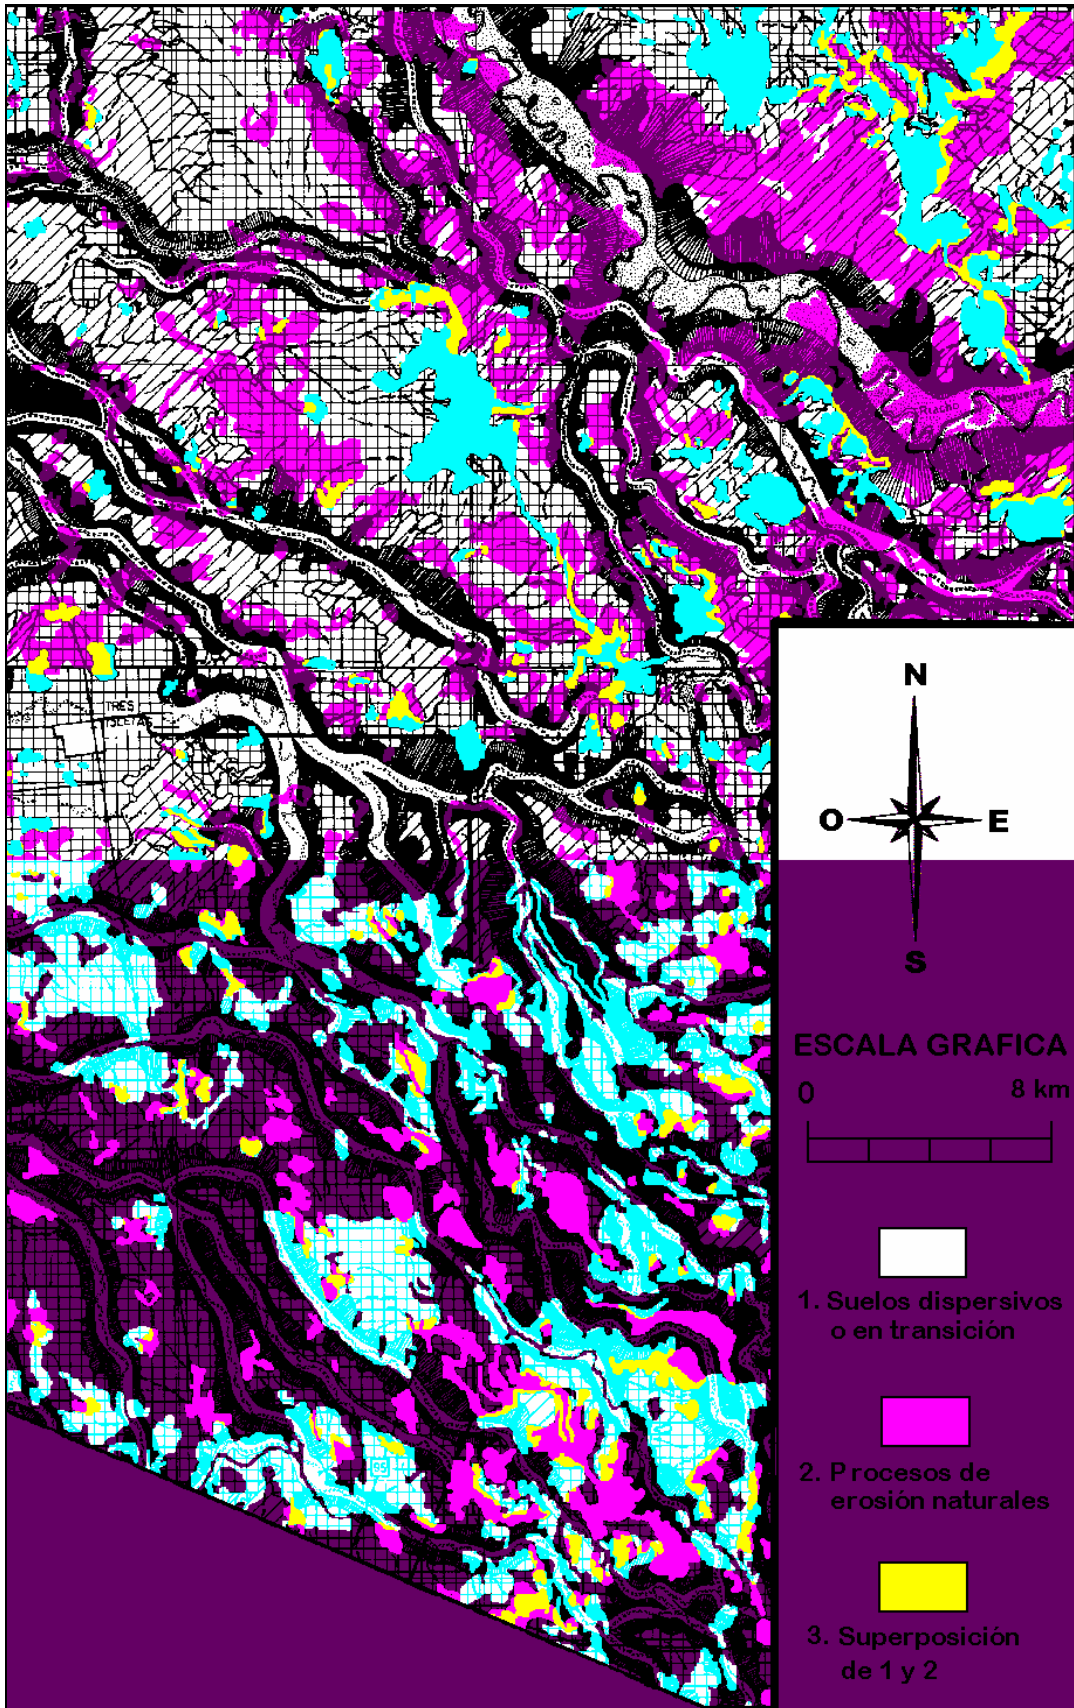 TRES
Riacho Nogueira
N
O
E
S
ESCALA GRAFICA
0 8 km
1. Suelos dispersivos
o en transición
2. Procesos de
erosión naturales
3. Superposición
de 1 y 2